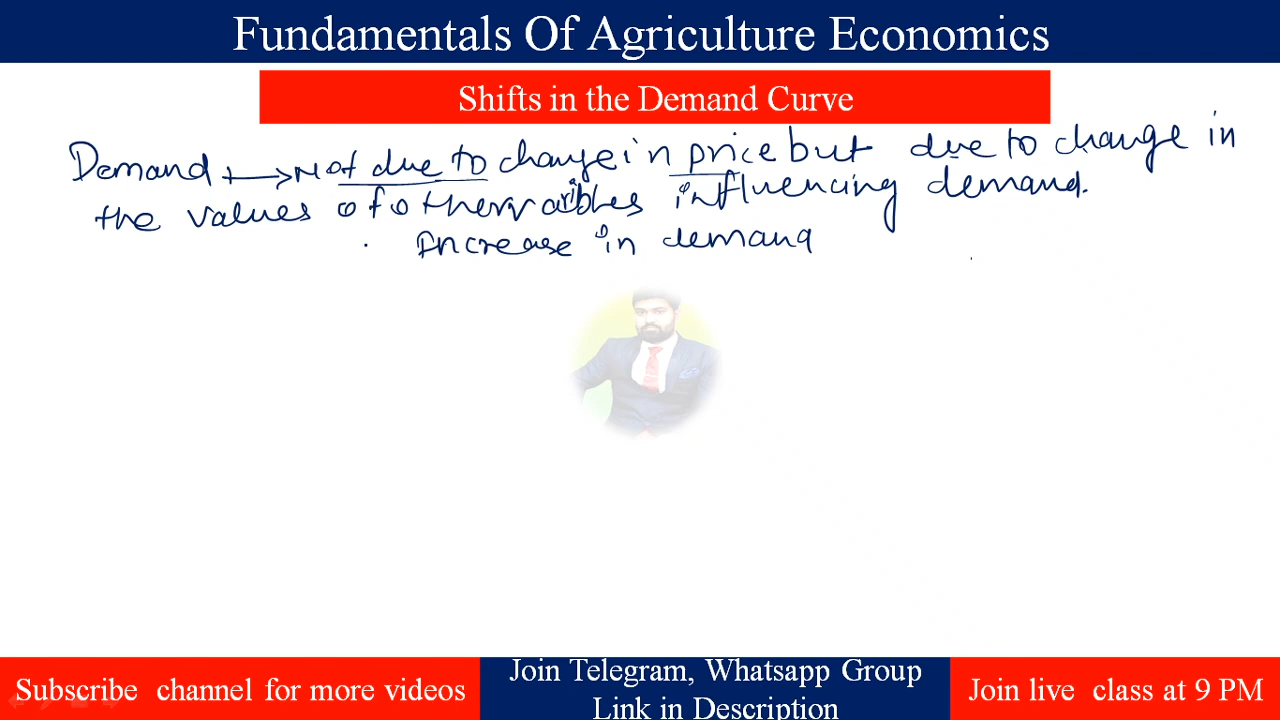 Fundamentals Of Agriculture Economics
Shifts in the Demand Curve
Demand → Not due to change in price but due to change in
the values of other variables influencing demand.
Increase in demand
Subscribe channel for more videos
Join Telegram, Whatsapp Group
Link in Description
Join live class at 9 PM